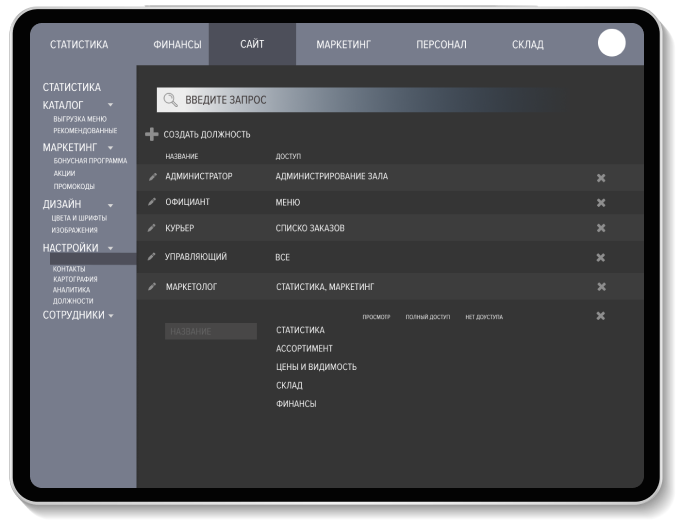 СТАТИСТИКА ФИНАНСЫ САЙТ МАРКЕТИНГ ПЕРСОНАЛ СКЛАД
СТАТИСТИКА
КАТАЛОГ
ВЫГРУЗКА МЕНЮ
РЕКОМЕНДОВАННЫЕ
МАРКЕТИНГ
БОНУСНАЯ ПРОГРАММА
АКЦИИ
ПРОМОКОДЫ
ДИЗАЙН
ЦВЕТА И ШРИФТЫ
ИЗОБРАЖЕНИЯ
НАСТРОЙКИ
КОНТАКТЫ
КАРТОГРАФИЯ
АНАЛИТИКА
ДОЛЖНОСТИ
СОТРУДНИКИ
ВВЕДИТЕ ЗАПРОС
СОЗДАТЬ ДОЛЖНОСТЬ
НАЗВАНИЕ ДОСТУП
АДМИНИСТРАТОР АДМИНИСТРИРОВАНИЕ ЗАЛА
ОФИЦИАНТ МЕНЮ
КУРЬЕР СПИСКО ЗАКАЗОВ
УПРАВЛЯЮЩИЙ ВСЕ
МАРКЕТОЛОГ СТАТИСТИКА, МАРКЕТИНГ
ПРОСМОТР ПОЛНЫЙ ДОСТУП НЕТ ДОУСТУПА
НАЗВАНИЕ СТАТИСТИКА
АССОРТИМЕНТ
ЦЕНЫ И ВИДИМОСТЬ
СКЛАД
ФИНАНСЫ